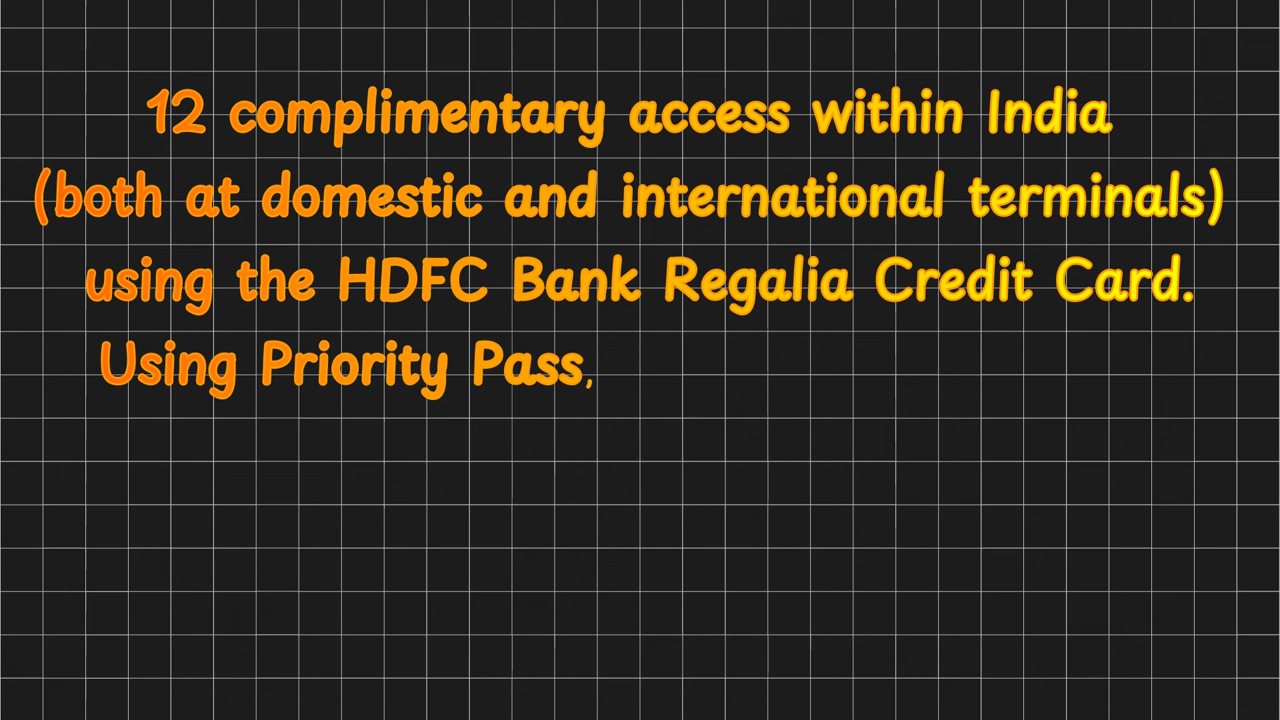 12 complimentary access within India
(both at domestic and international terminals)
using the HDFC Bank Regalia Credit Card.
Using Priority Pass,